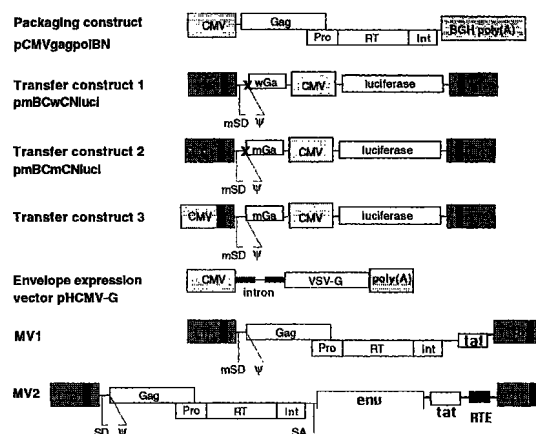 Packaging construct
pCMVgagpolBN
CMV Gag Pro RT Int BGH poly(A)
Transfer construct 1
pmBCwCNluci
wGa CMV luciferase
mSD Ψ
Transfer construct 2
pmBCmCNluci
mGa CMV luciferase
mSD Ψ
Transfer construct 3
CMV mGa CMV luciferase
mSD Ψ
Envelope expression
vector pHCMV-G
CMV intron VSV-G poly(A)
MV1
Gag Pro RT Int tat
mSD Ψ
MV2
Gag Pro RT Int env tat RTE
SD Ψ SA